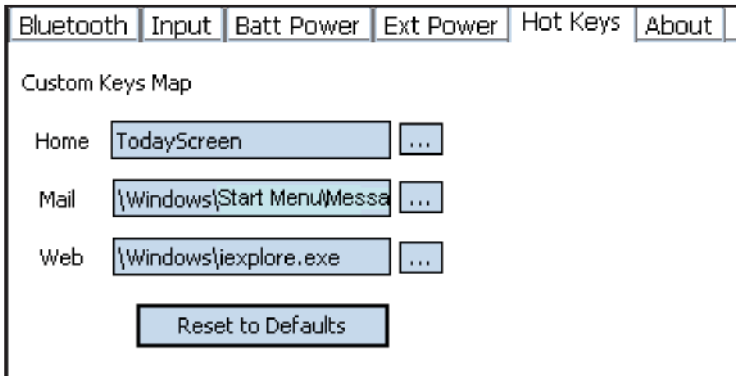 Bluetooth Input Batt Power Ext Power Hot Keys About
Custom Keys Map
Home TodayScreen ...
Mail \Windows\Start Menu\Messa ...
Web \Windows\iexplore.exe ...
Reset to Defaults